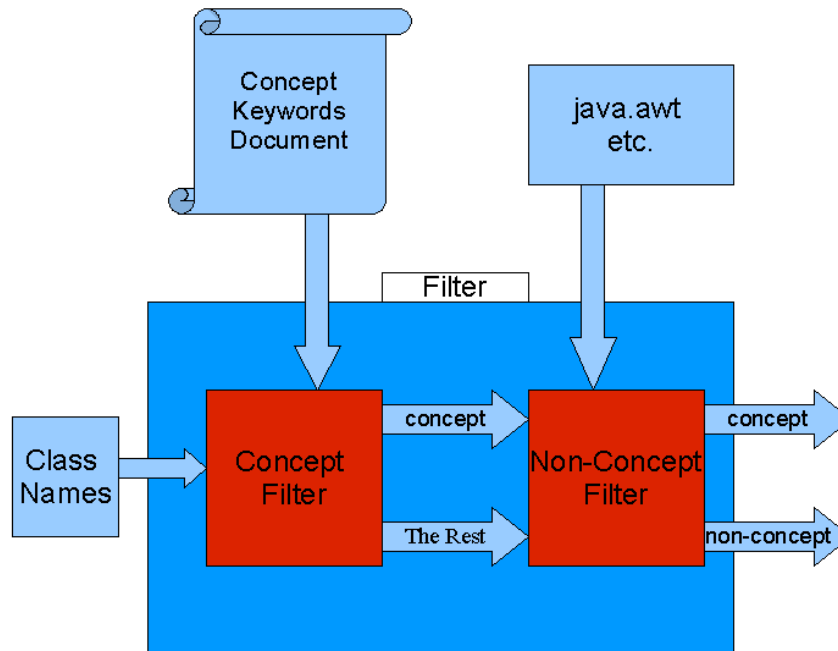 Concept
Keywords
Document
java.awt
etc.
Filter
Class
Names
Concept
Filter
concept
The Rest
Non-Concept
Filter
concept
non-concept